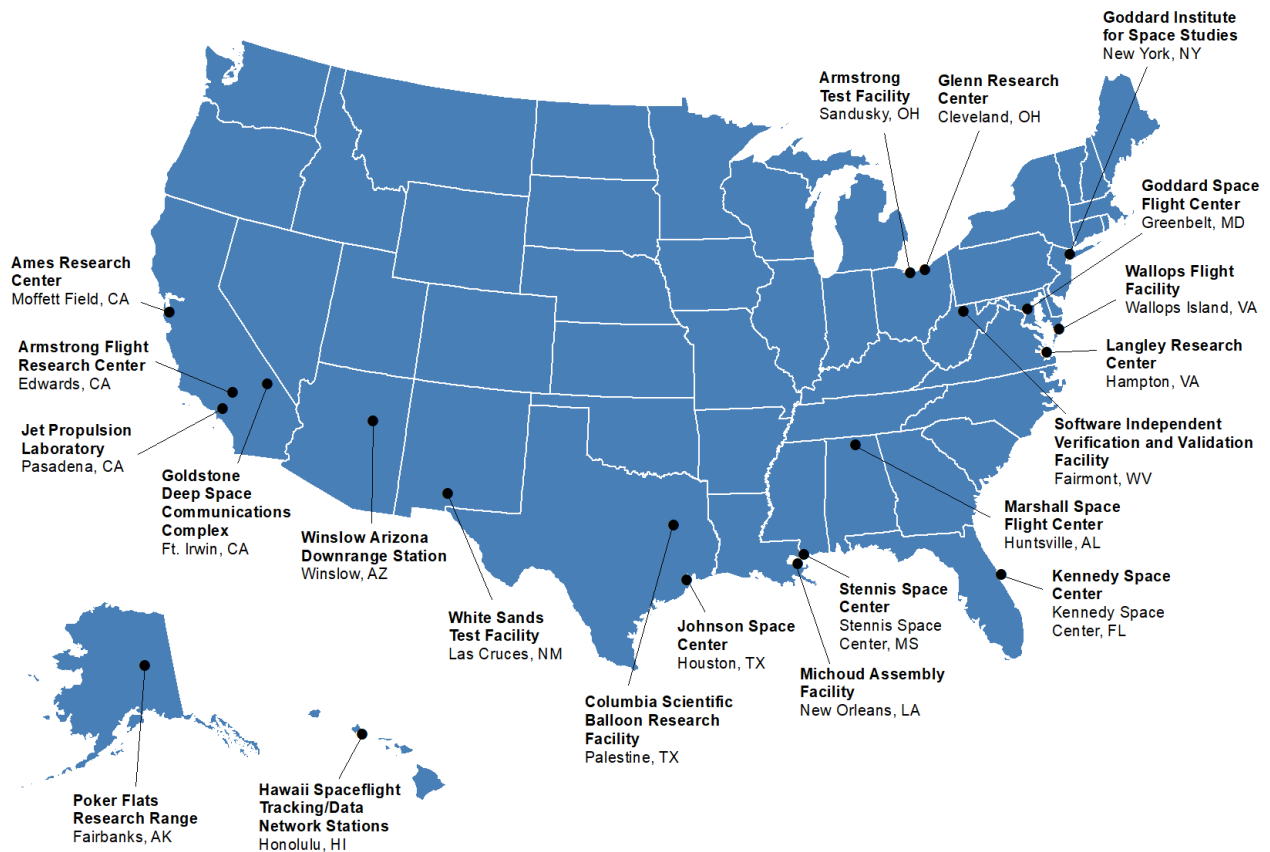 Goddard Institute
for Space Studies
New York, NY
Armstrong
Test Facility
Sandusky, OH
Glenn Research
Center
Cleveland, OH
Goddard Space
Flight Center
Greenbelt, MD
Ames Research
Center
Moffett Field, CA
Wallops Flight
Facility
Wallops Island, VA
Armstrong Flight
Research Center
Edwards, CA
Langley Research
Center
Hampton, VA
Jet Propulsion
Laboratory
Pasadena, CA
Software Independent
Verification and Validation
Facility
Fairmont, WV
Goldstone
Deep Space
Communications
Complex
Ft. Irwin, CA
Winslow Arizona
Downrange Station
Winslow, AZ
Marshall Space
Flight Center
Huntsville, AL
White Sands
Test Facility
Las Cruces, NM
Johnson Space
Center
Houston, TX
Stennis Space
Center
Stennis Space
Center, MS
Kennedy Space
Center
Kennedy Space
Center, FL
Michoud Assembly
Facility
New Orleans, LA
Columbia Scientific
Balloon Research
Facility
Palestine, TX
Poker Flats
Research Range
Fairbanks, AK
Hawaii Spaceflight
Tracking/Data
Network Stations
Honolulu, HI